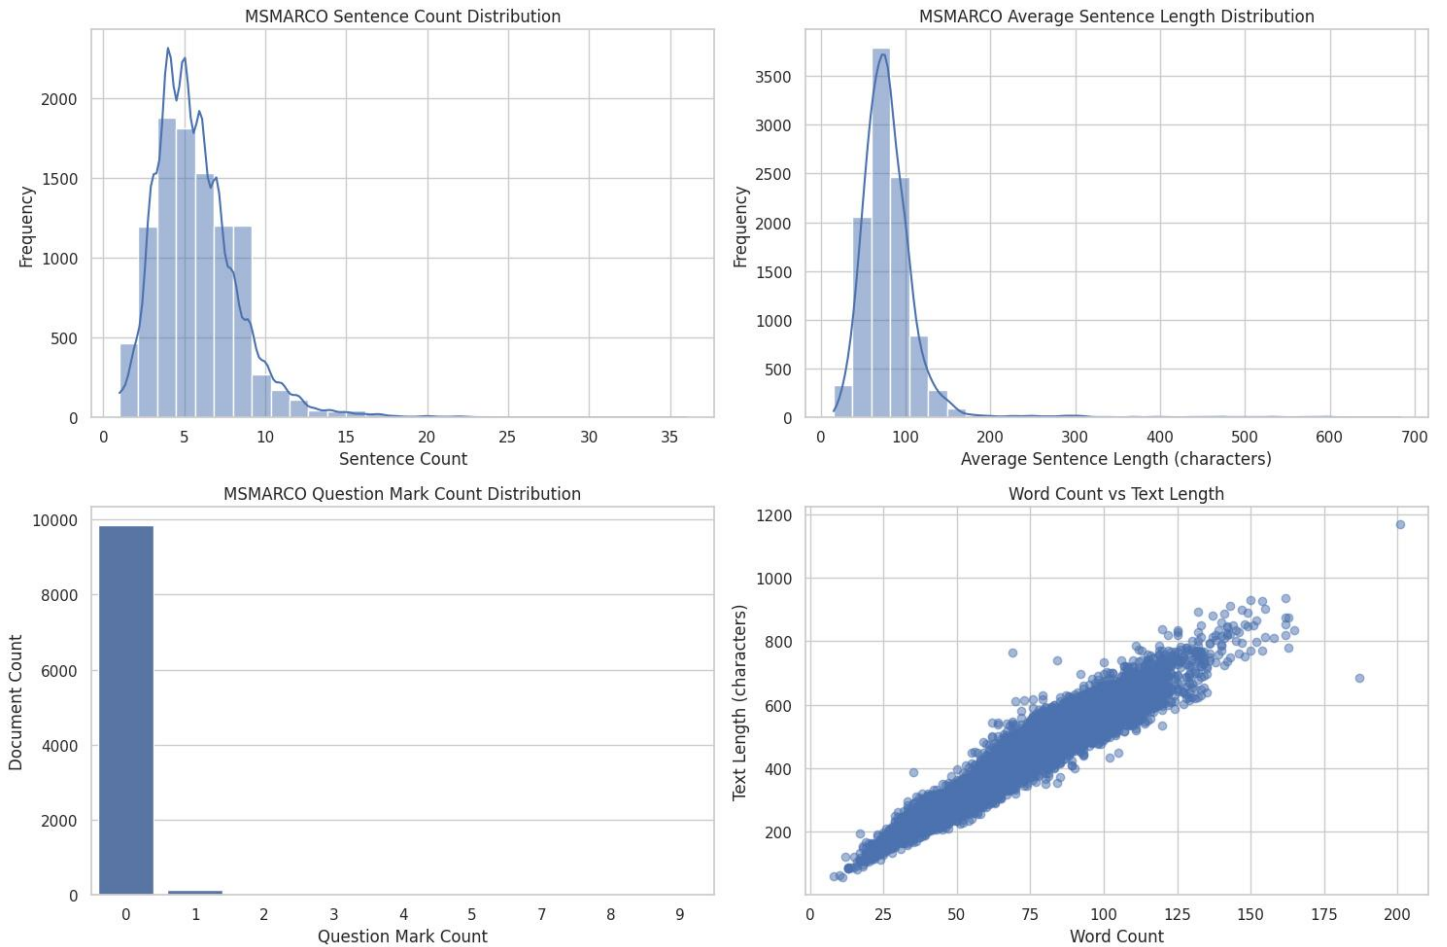 MSMARCO Sentence Count Distribution
Frequency
2000
1500
1000
500
0
0 5 10 15 20 25 30 35
Sentence Count
MSMARCO Average Sentence Length Distribution
Frequency
3500
3000
2500
2000
1500
1000
500
0
0 100 200 300 400 500 600 700
Average Sentence Length (characters)
MSMARCO Question Mark Count Distribution
Document Count
10000
8000
6000
4000
2000
0
0 1 2 3 4 5 6 7 8 9
Question Mark Count
Word Count vs Text Length
Text Length (characters)
1200
1000
800
600
400
200
0 25 50 75 100 125 150 175 200
Word Count